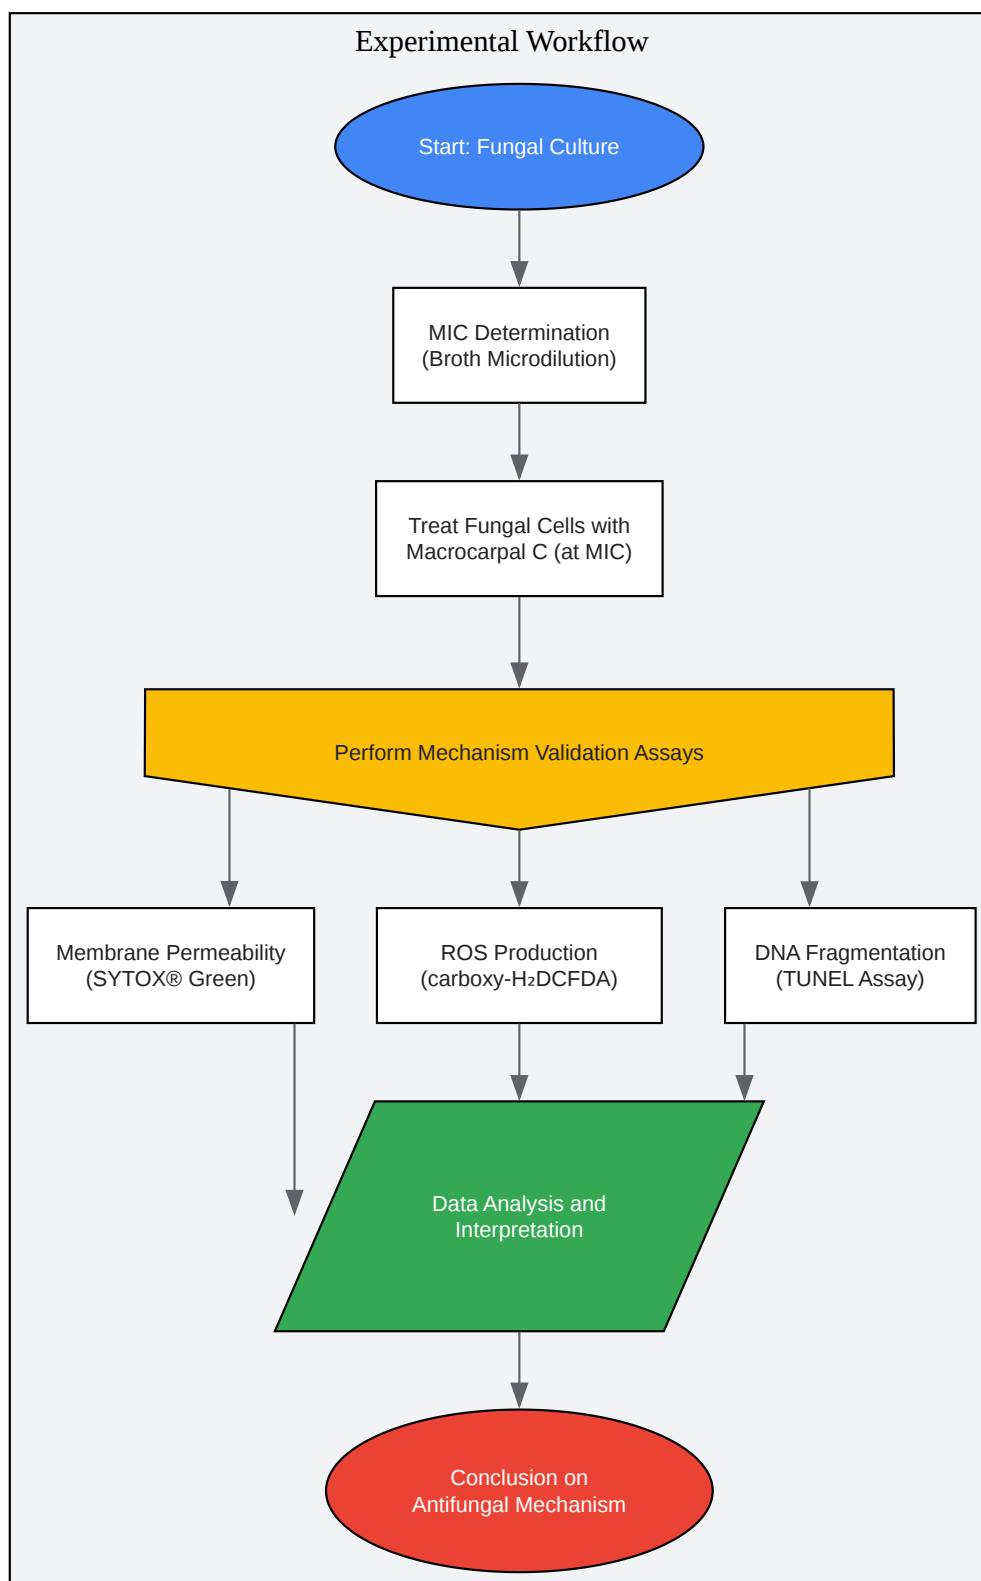 Experimental Workflow
Start: Fungal Culture
MIC Determination
(Broth Microdilution)
Treat Fungal Cells with
Macrocarpal C (at MIC)
Perform Mechanism Validation Assays
Membrane Permeability
(SYTOX® Green)
ROS Production
(carboxy-H₂DCFDA)
DNA Fragmentation
(TUNEL Assay)
Data Analysis and
Interpretation
Conclusion on
Antifungal Mechanism